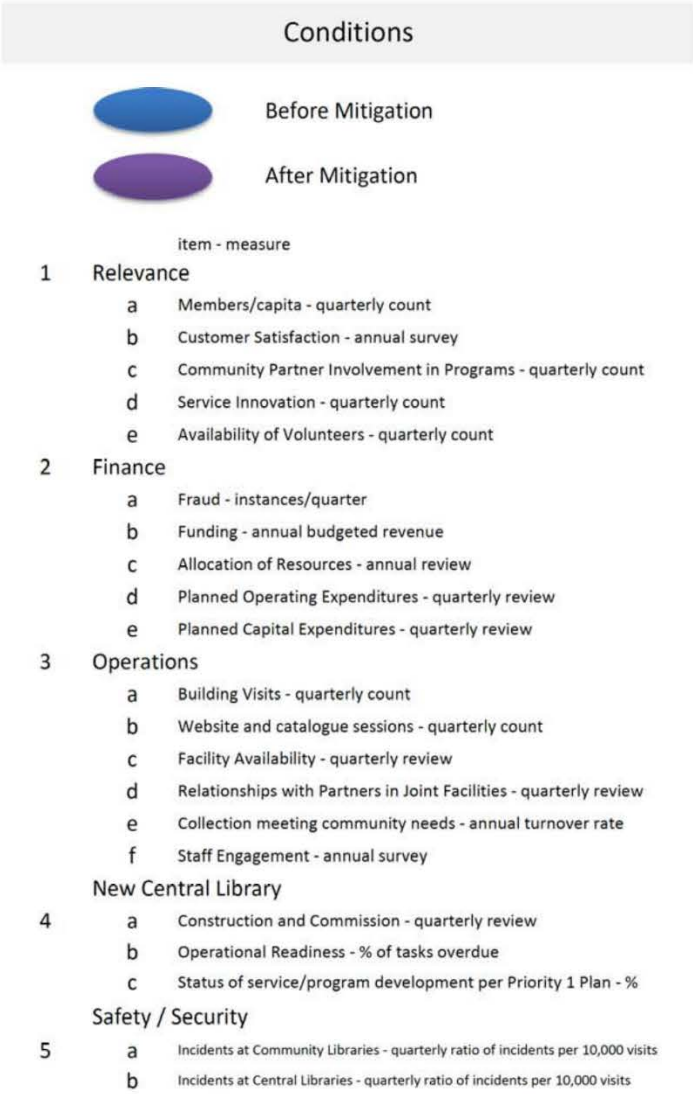 Conditions
Before Mitigation
After Mitigation
item - measure
1 Relevance
a Members/capita - quarterly count
b Customer Satisfaction - annual survey
c Community Partner Involvement in Programs - quarterly count
d Service Innovation - quarterly count
e Availability of Volunteers - quarterly count
2 Finance
a Fraud - instances/quarter
b Funding - annual budgeted revenue
c Allocation of Resources - annual review
d Planned Operating Expenditures - quarterly review
e Planned Capital Expenditures - quarterly review
3 Operations
a Building Visits - quarterly count
b Website and catalogue sessions - quarterly count
c Facility Availability - quarterly review
d Relationships with Partners in Joint Facilities - quarterly review
e Collection meeting community needs - annual turnover rate
f Staff Engagement - annual survey
New Central Library
4 a Construction and Commission - quarterly review
b Operational Readiness - % of tasks overdue
c Status of service/program development per Priority 1 Plan - %
Safety / Security
5 a Incidents at Community Libraries - quarterly ratio of incidents per 10,000 visits
b Incidents at Central Libraries - quarterly ratio of incidents per 10,000 visits